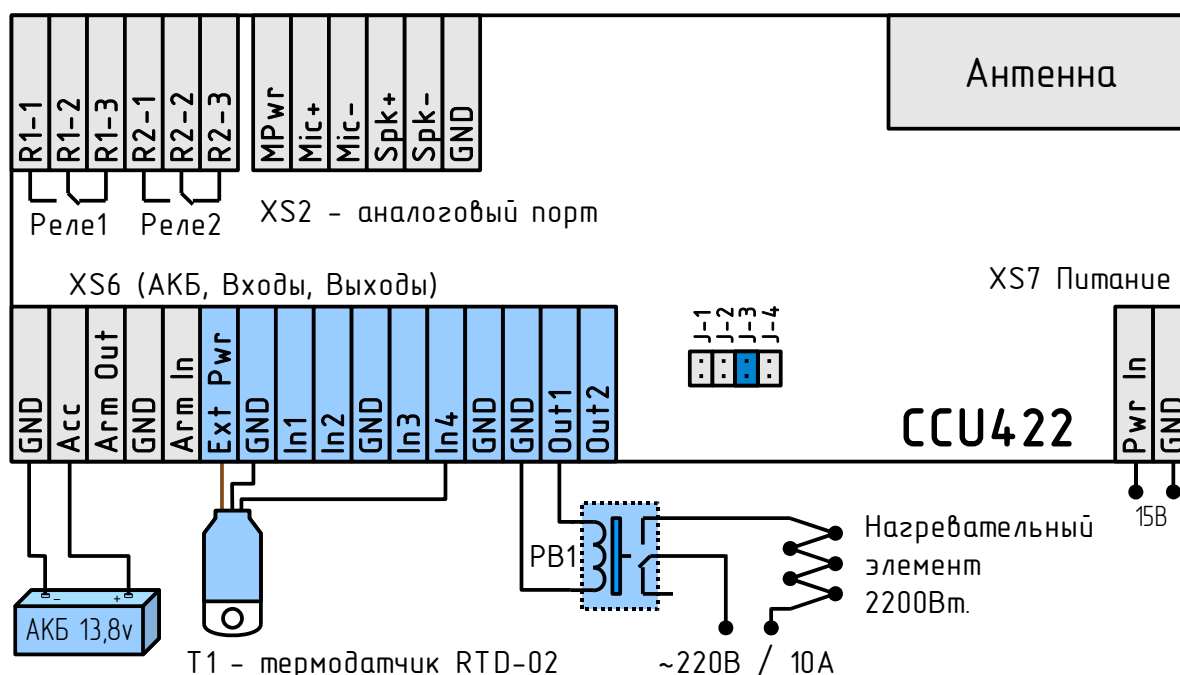 R1-1
R1-2
R1-3
R2-1
R2-2
R2-3
MPwr
Mic+
Mic-
Spk+
Spk-
GND
Антенна
Реле1
Реле2
XS2 - аналоговый порт
XS6 (АКБ, Входы, Выходы)
XS7 Питание
GND
Acc
Arm Out
GND
Arm In
Ext Pwr
GND
In1
In2
GND
In3
In4
GND
GND
Out1
Out2
J-1
J-2
J-3
J-4
CCU422
Pwr In
GND
15В
РВ1
Нагревательный
элемент
2200Вт.
- +
АКБ 13,8v
Т1 - термодатчик RTD-02
~220В / 10А